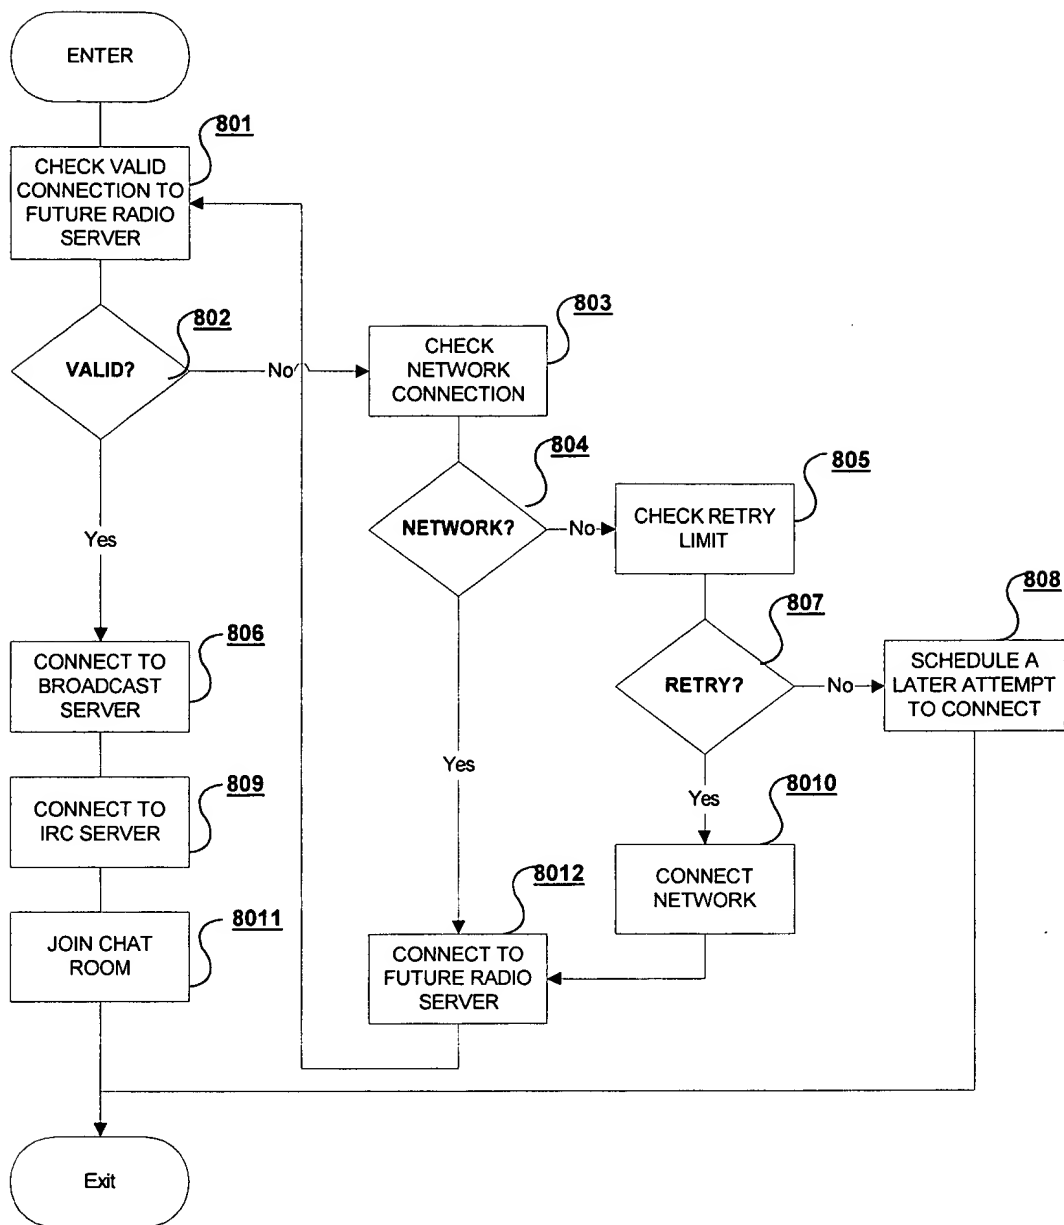 ENTER
801
CHECK VALID
CONNECTION TO
FUTURE RADIO
SERVER
802
VALID?
No
803
CHECK
NETWORK
CONNECTION
804
NETWORK?
No
805
CHECK RETRY
LIMIT
807
RETRY?
No
808
SCHEDULE A
LATER ATTEMPT
TO CONNECT
Yes
806
CONNECT TO
BROADCAST
SERVER
Yes
Yes
809
CONNECT TO
IRC SERVER
8010
CONNECT
NETWORK
8011
JOIN CHAT
ROOM
8012
CONNECT TO
FUTURE RADIO
SERVER
Exit